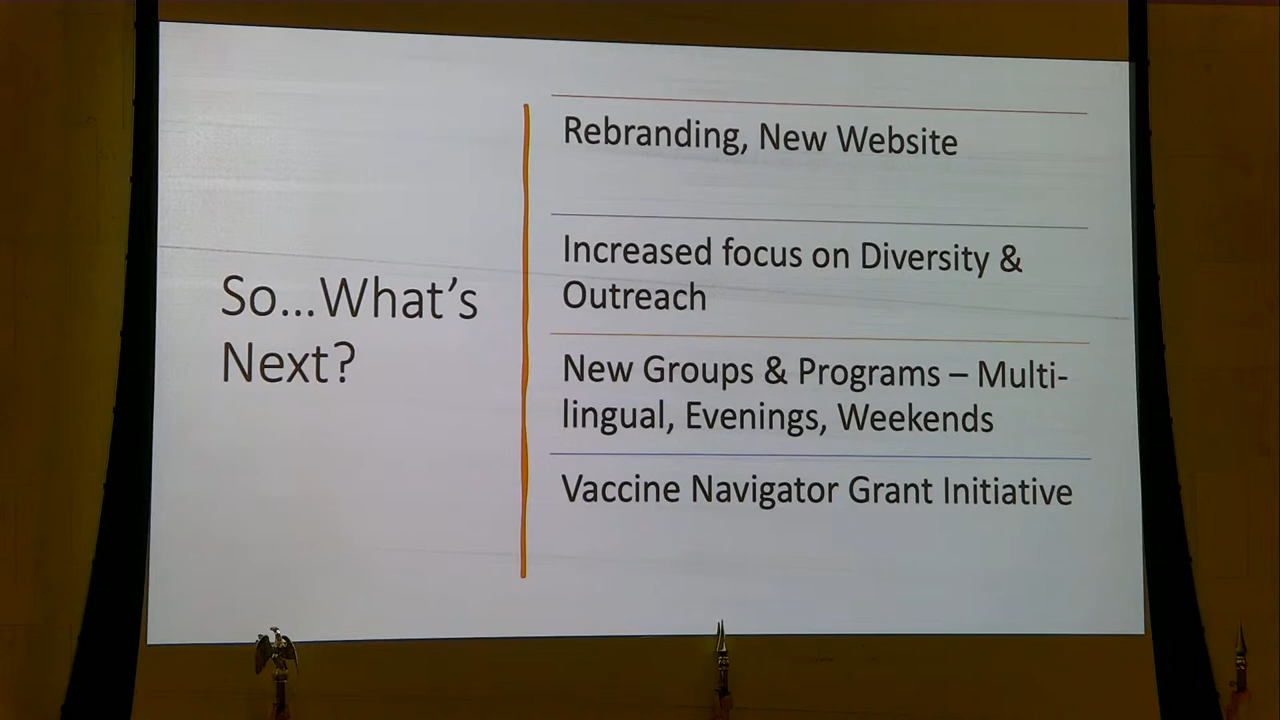 So...What's
Next?
Rebranding, New Website
Increased focus on Diversity &
Outreach
New Groups & Programs – Multi-
lingual, Evenings, Weekends
Vaccine Navigator Grant Initiative